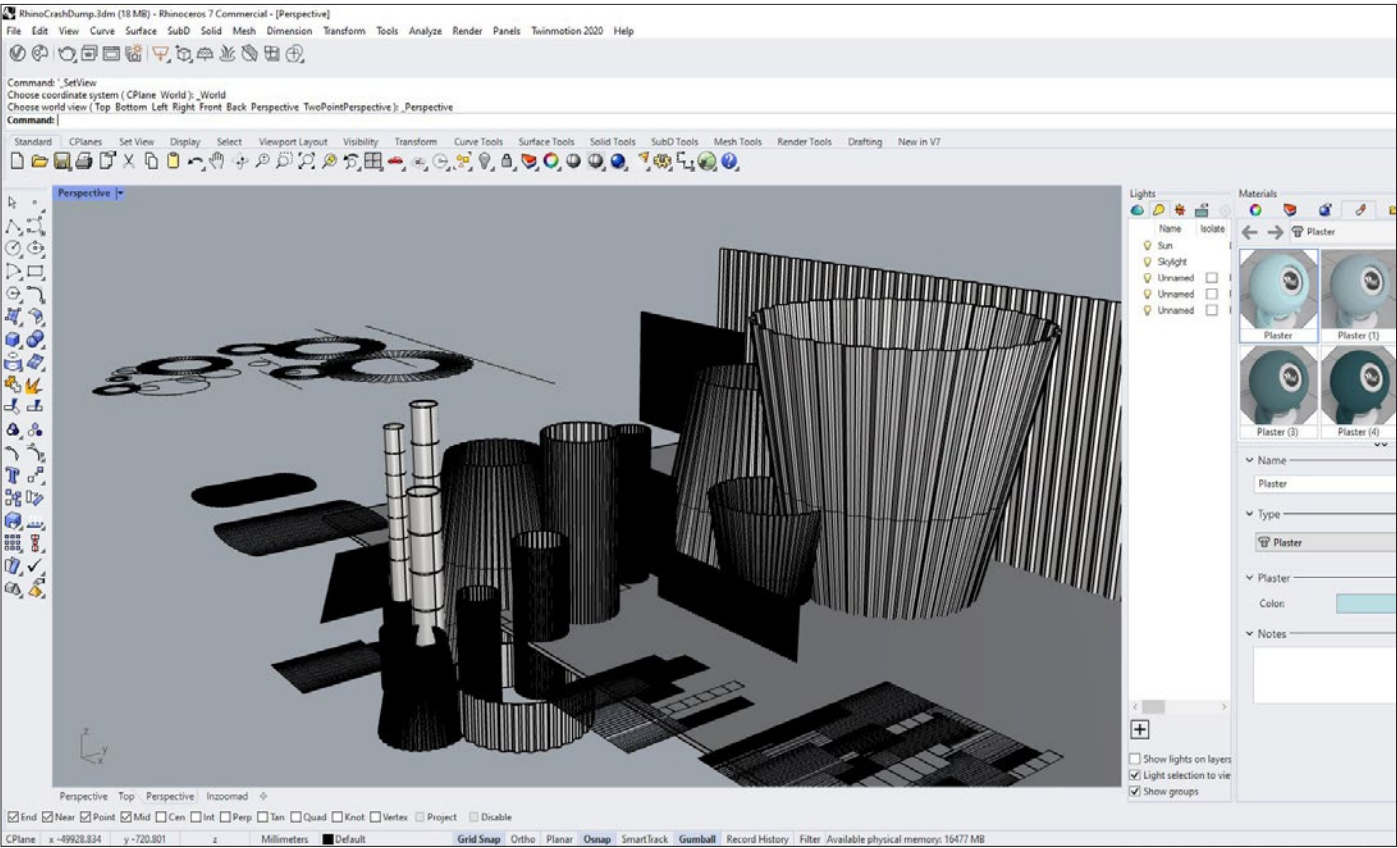 RhinoCrashDump.3dm (18 MB) - Rhinoceros 7 Commercial - [Perspective]
File Edit View Curve Surface SubD Solid Mesh Dimension Transform Tools Analyze Render Panels Twinmotion 2020 Help
Command: '_SetView
Choose coordinate system ( CPlane World ): _World
Choose world view ( Top Bottom Left Right Front Back Perspective TwoPointPerspective ): _Perspective
Command:
Standard CPlanes Set View Display Select Viewport Layout Visibility Transform Curve Tools Surface Tools Solid Tools SubD Tools Mesh Tools Render Tools Drafting New in V7
Perspective
Lights
Name Isolate
Sun
Skylight
Unnamed
Unnamed
Unnamed
Show lights on layers
Light selection to vie
Show groups
Materials
Plaster
Plaster Plaster (1)
Plaster (3) Plaster (4)
Name
Plaster
Type
Plaster
Plaster
Color:
Notes
z
y
x
Perspective Top Perspective Inzoomad
End Near Point Mid Cen Int Perp Tan Quad Knot Vertex Project Disable
CPlane x -49928.834 y -720.801 z Millimeters Default Grid Snap Ortho Planar Osnap SmartTrack Gumball Record History Filter Available physical memory: 16477 MB